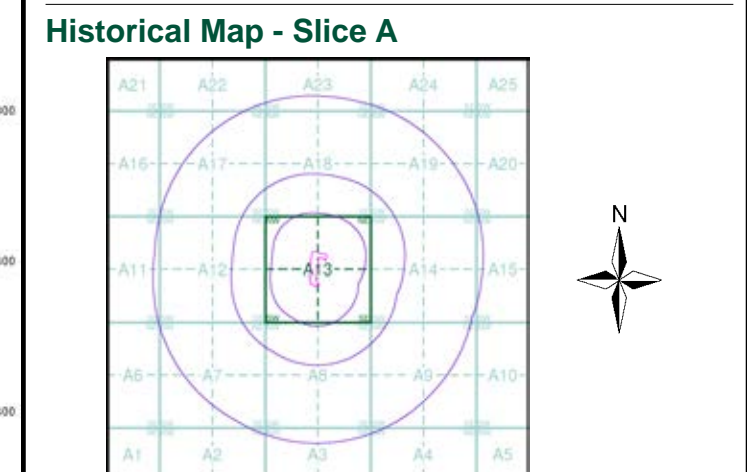 Historical Map - Slice A
A21 A22 A23 A24 A25
A16 A17 A18 A19 A20
N
A11 A12 A13 A14 A15
A6 A7 A8 A9 A10
A1 A2 A3 A4 A5